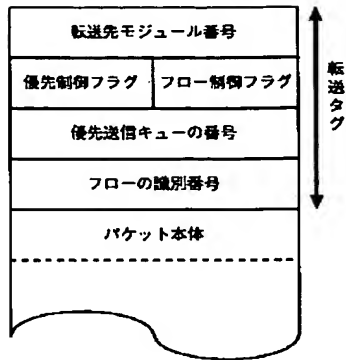 転送先モジュール番号
優先制御フラグ フロー制御フラグ
優先送信キューの番号
フローの識別番号
パケット本体
転送タグ